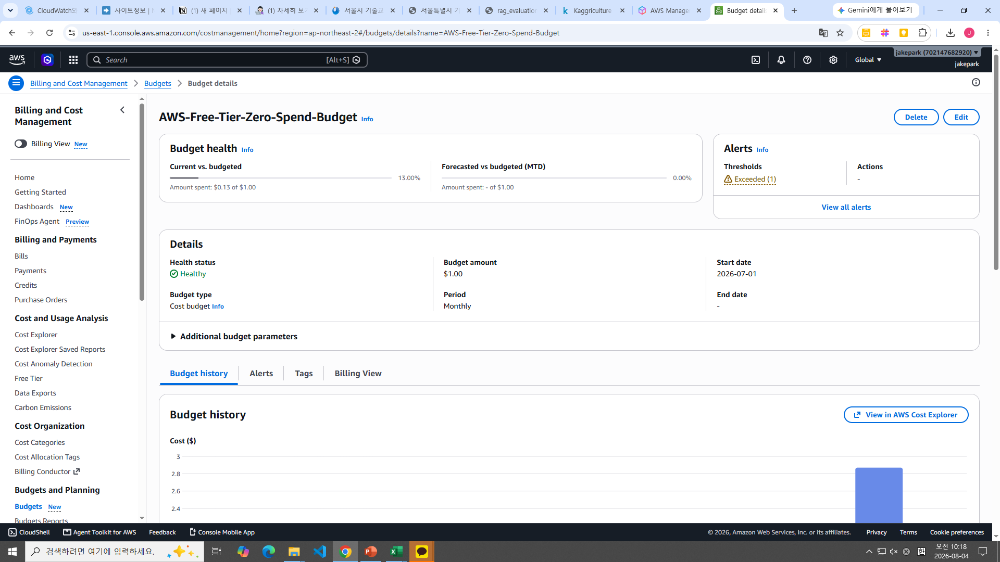 CloudWatch와
사이트정보 |
(1) 새 페이지
(1) 자세히 보기
서울시 기술교
서울특별시 기
rag_evaluation
Kaggriculture
AWS Manage
Budget details
Gemini에게 물어보기
us-east-1.console.aws.amazon.com/costmanagement/home?region=ap-northeast-2#/budgets/details?name=AWS-Free-Tier-Zero-Spend-Budget
J
aws
Search
[Alt+S]
Global
jakepark (702147682920)
jakepark
Billing and Cost Management
Budgets
Budget details
Billing and Cost
Management
Billing View New
Home
Getting Started
Dashboards New
FinOps Agent Preview
Billing and Payments
Bills
Payments
Credits
Purchase Orders
Cost and Usage Analysis
Cost Explorer
Cost Explorer Saved Reports
Cost Anomaly Detection
Free Tier
Data Exports
Carbon Emissions
Cost Organization
Cost Categories
Cost Allocation Tags
Billing Conductor
Budgets and Planning
Budgets New
Budgets Reports
AWS-Free-Tier-Zero-Spend-Budget Info
Delete
Edit
Budget health Info
Current vs. budgeted
13.00%
Amount spent: $0.13 of $1.00
Forecasted vs budgeted (MTD)
0.00%
Amount spent: - of $1.00
Alerts Info
Thresholds
Exceeded (1)
Actions
-
View all alerts
Details
Health status
Healthy
Budget amount
$1.00
Start date
2026-07-01
Budget type
Cost budget Info
Period
Monthly
End date
-
Additional budget parameters
Budget history
Alerts
Tags
Billing View
Budget history
View in AWS Cost Explorer
Cost ($)
3
2.8
2.6
2.4
CloudShell
Agent Toolkit for AWS
Feedback
Console Mobile App
© 2026, Amazon Web Services, Inc. or its affiliates.
Privacy
Terms
Cookie preferences
검색하려면 여기에 입력하세요.
한
오전 10:18
2026-08-04